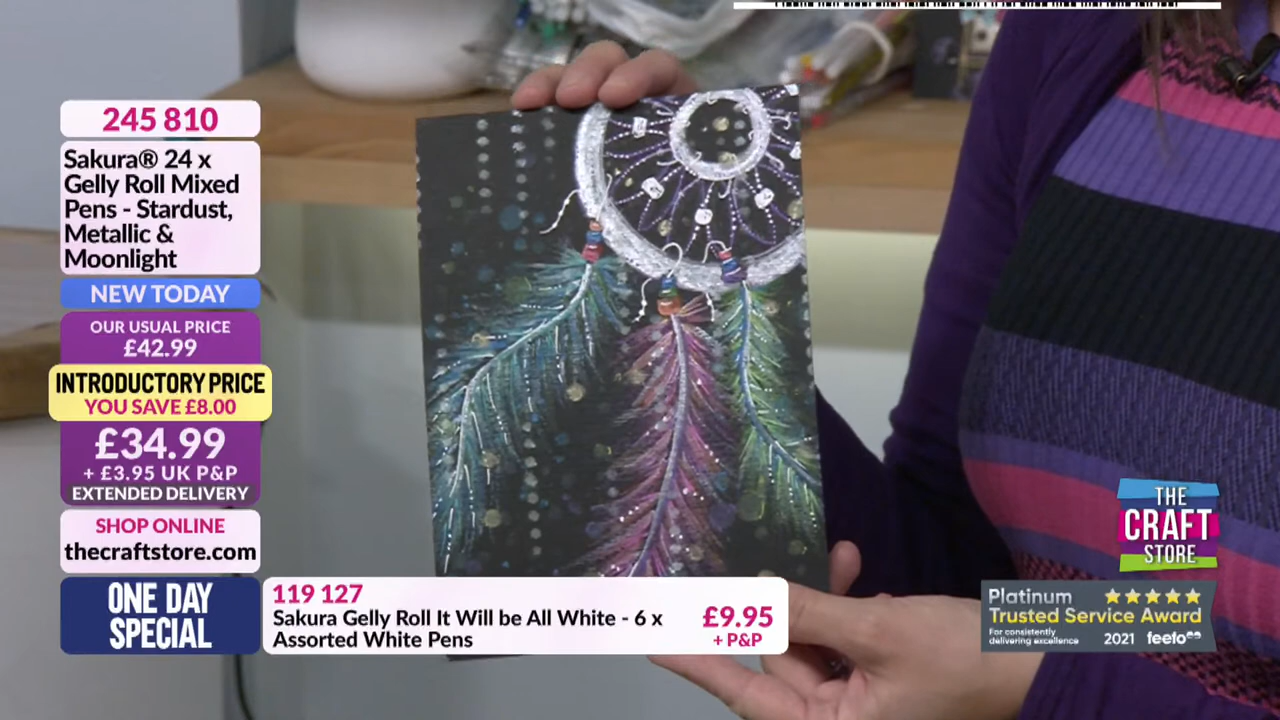 245 810
Sakura® 24 x
Gelly Roll Mixed
Pens - Stardust,
Metallic &
Moonlight
NEW TODAY
OUR USUAL PRICE
£42.99
INTRODUCTORY PRICE
YOU SAVE £8.00
£34.99
+ £3.95 UK P&P
EXTENDED DELIVERY
SHOP ONLINE
thecraftstore.com
ONE DAY
SPECIAL
119 127
Sakura Gelly Roll It Will be All White - 6 x
Assorted White Pens
£9.95
+ P&P
THE
CRAFT
STORE
Platinum
Trusted Service Award
For consistently
delivering excellence
2021 feefo